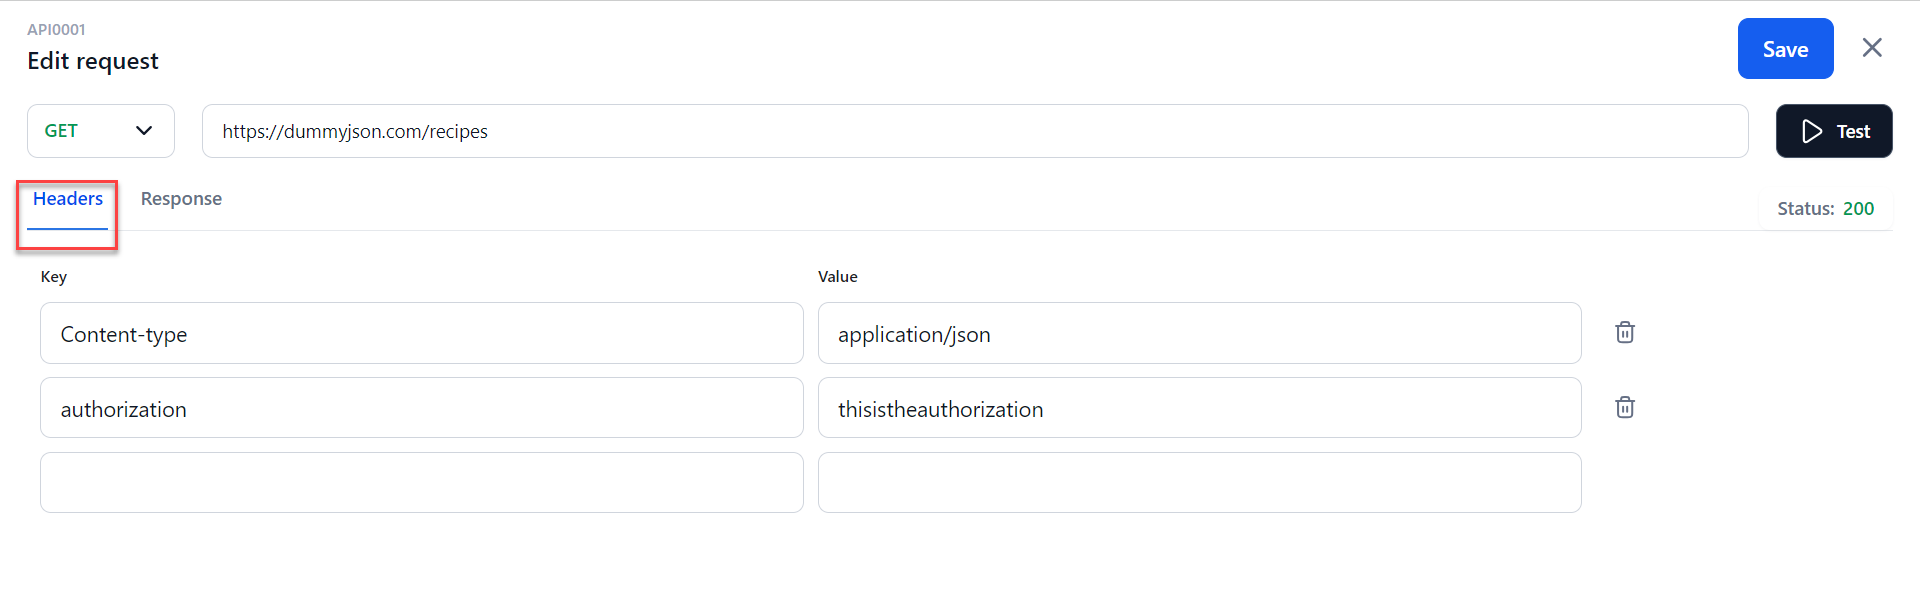 API0001
Edit request
Save
GET
https://dummyjson.com/recipes
Test
Headers Response
Status: 200
Key Value
Content-type application/json
authorization thisistheauthorization